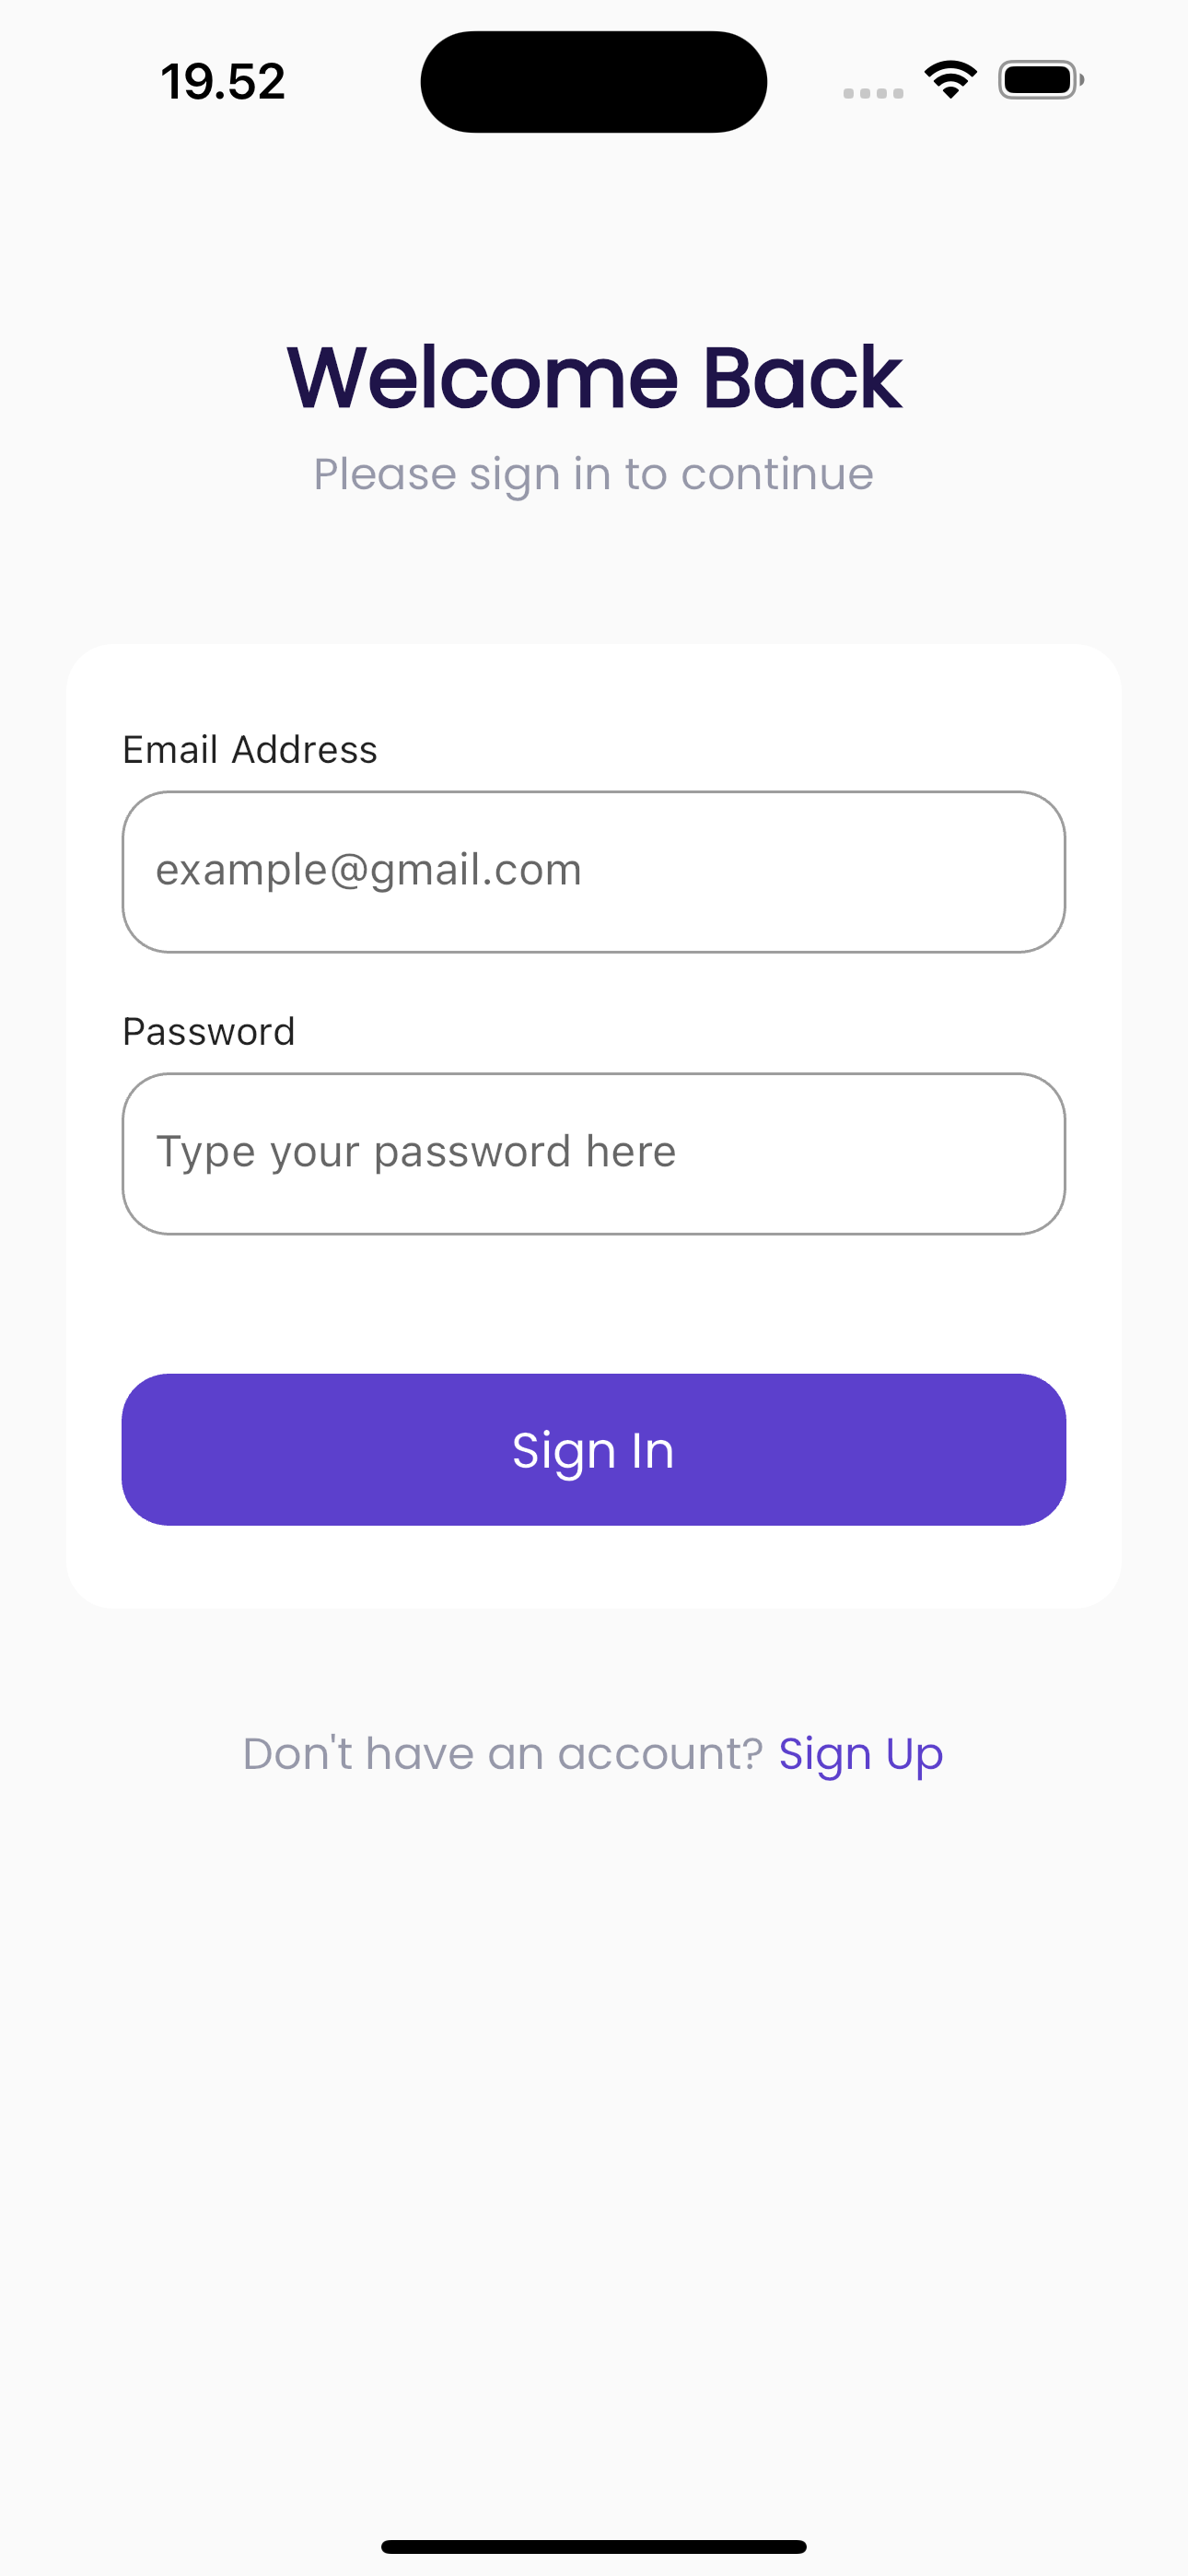 19.52
Welcome Back
Please sign in to continue
Email Address
example@gmail.com
Password
Type your password here
Sign In
Don't have an account? Sign Up